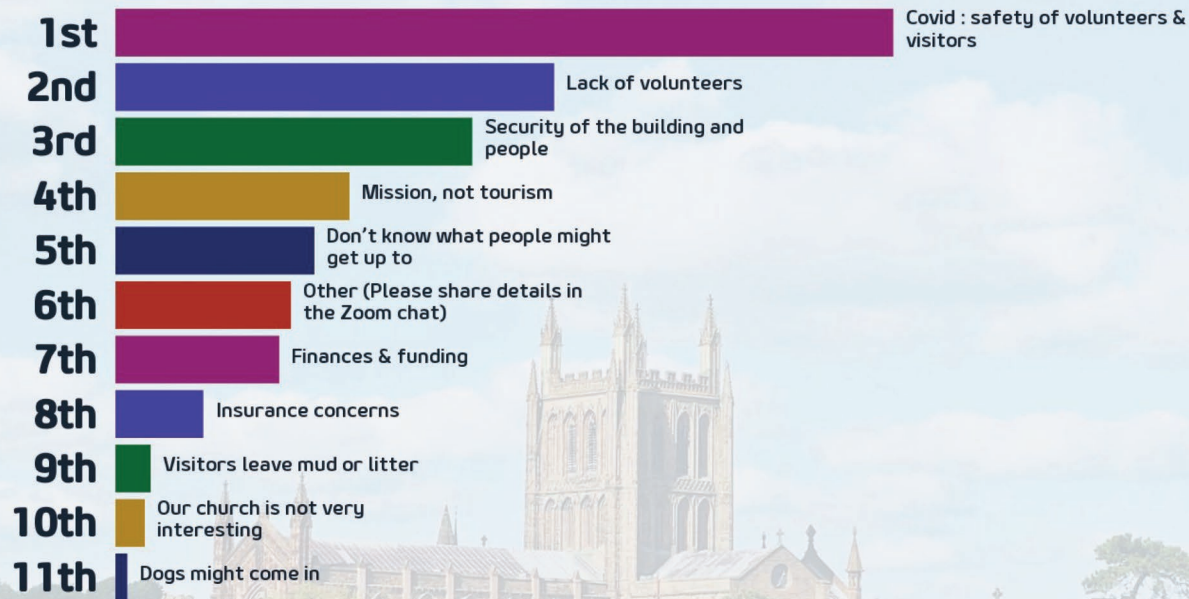 1st
Covid : safety of volunteers &
visitors
2nd
Lack of volunteers
3rd
Security of the building and
people
4th
Mission, not tourism
5th
Don't know what people might
get up to
6th
Other (Please share details in
the Zoom chat)
7th
Finances & funding
8th
Insurance concerns
9th
Visitors leave mud or litter
10th
Our church is not very
interesting
11th
Dogs might come in